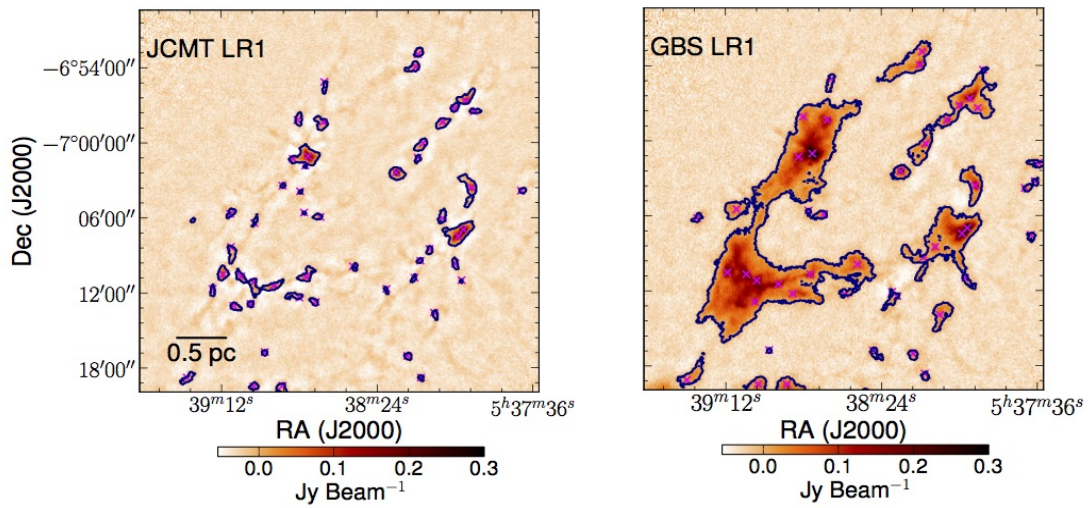 JCMT LR1
GBS LR1
−6°54′00″
−7°00′00″
06′00″
12′00″
18′00″
Dec (J2000)
0.5 pc
39ᵐ12ˢ
38ᵐ24ˢ
5ʰ37ᵐ36ˢ
39ᵐ12ˢ
38ᵐ24ˢ
5ʰ37ᵐ36ˢ
RA (J2000)
RA (J2000)
0.0 0.1 0.2 0.3
0.0 0.1 0.2 0.3
Jy Beam⁻¹
Jy Beam⁻¹